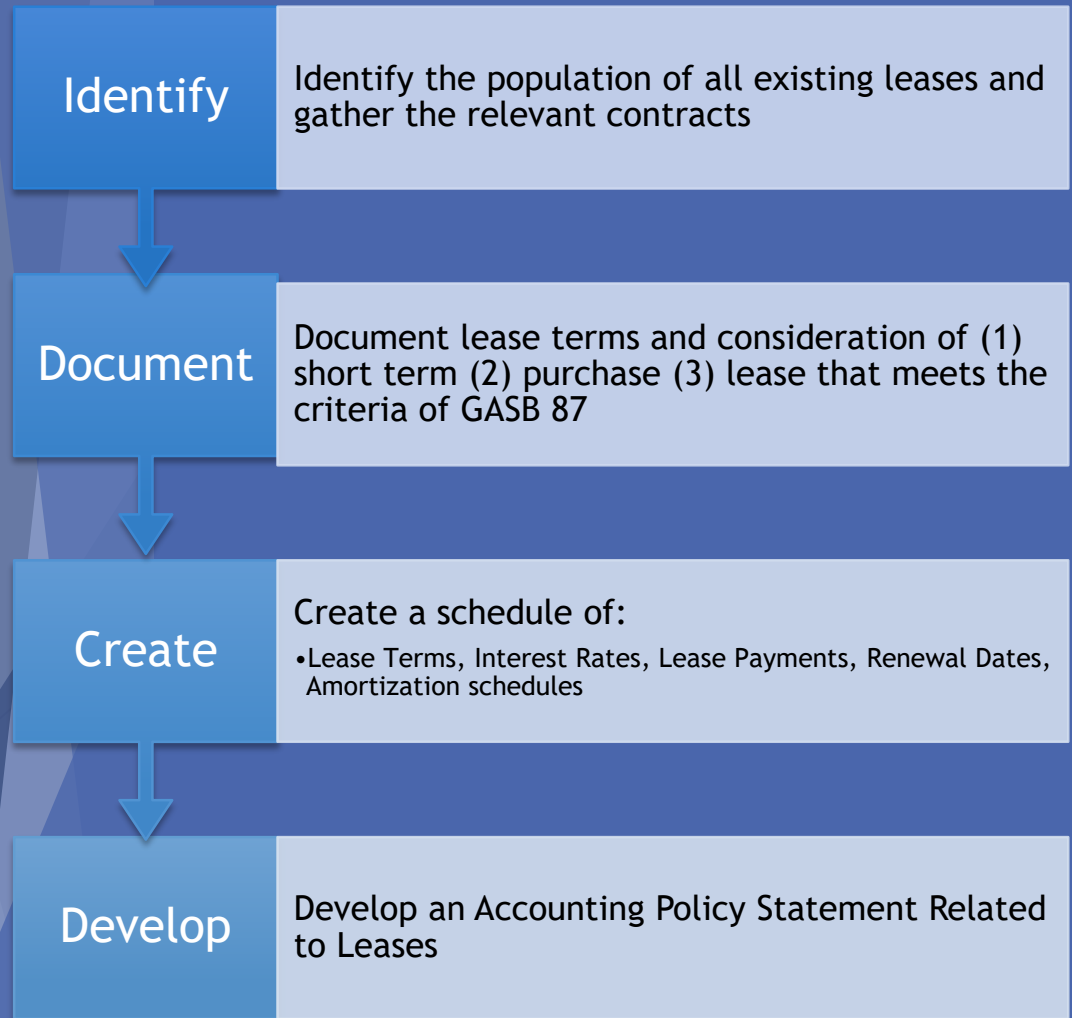 Identify
Identify the population of all existing leases and
gather the relevant contracts
Document
Document lease terms and consideration of (1)
short term (2) purchase (3) lease that meets the
criteria of GASB 87
Create
Create a schedule of:
•Lease Terms, Interest Rates, Lease Payments, Renewal Dates,
Amortization schedules
Develop
Develop an Accounting Policy Statement Related
to Leases